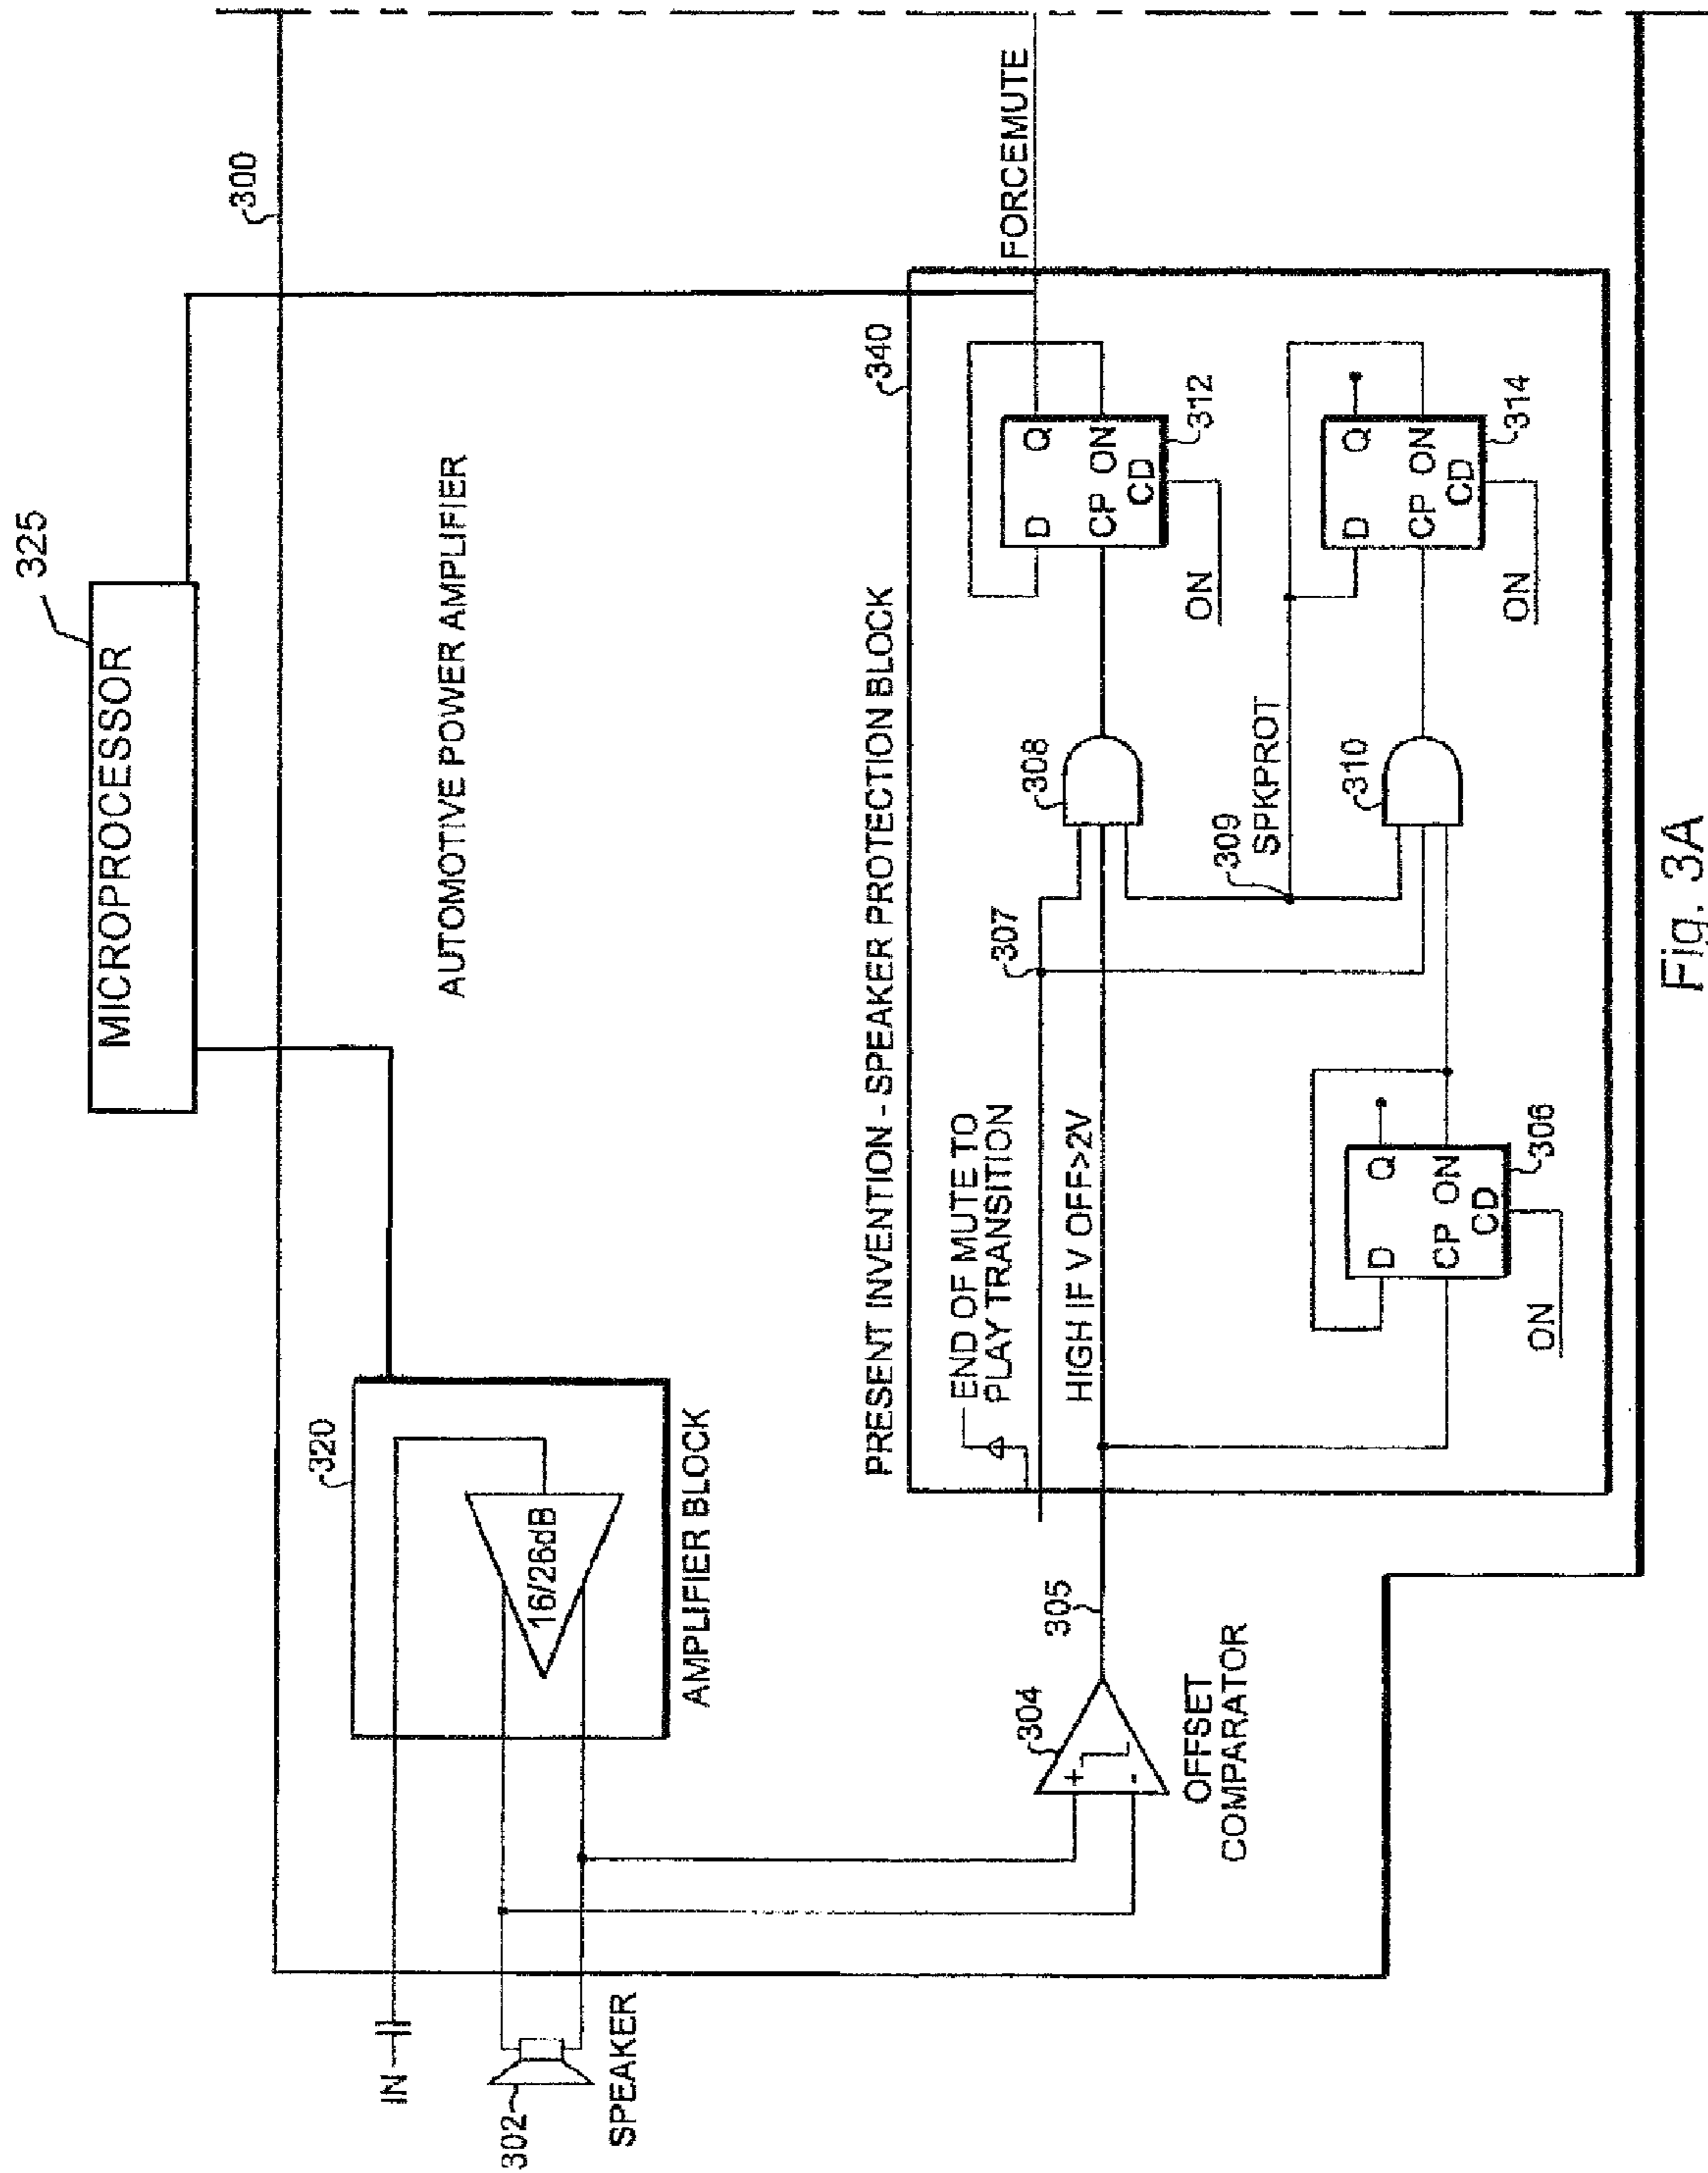 325
MICROPROCESSOR
300
AUTOMOTIVE POWER AMPLIFIER
320
16/26dB
AMPLIFIER BLOCK
IN
302
SPEAKER
304
+
-
OFFSET
COMPARATOR
305
PRESENT INVENTION - SPEAKER PROTECTION BLOCK
340
END OF MUTE TO
PLAY TRANSITION
HIGH IF V OFF>2V
307
308
309
SPKPROT
310
D
Q
CP ON
CD
306
ON
D
Q
CP ON
CD
312
ON
D
Q
CP ON
CD
314
ON
FORCEMUTE
Fig. 3A